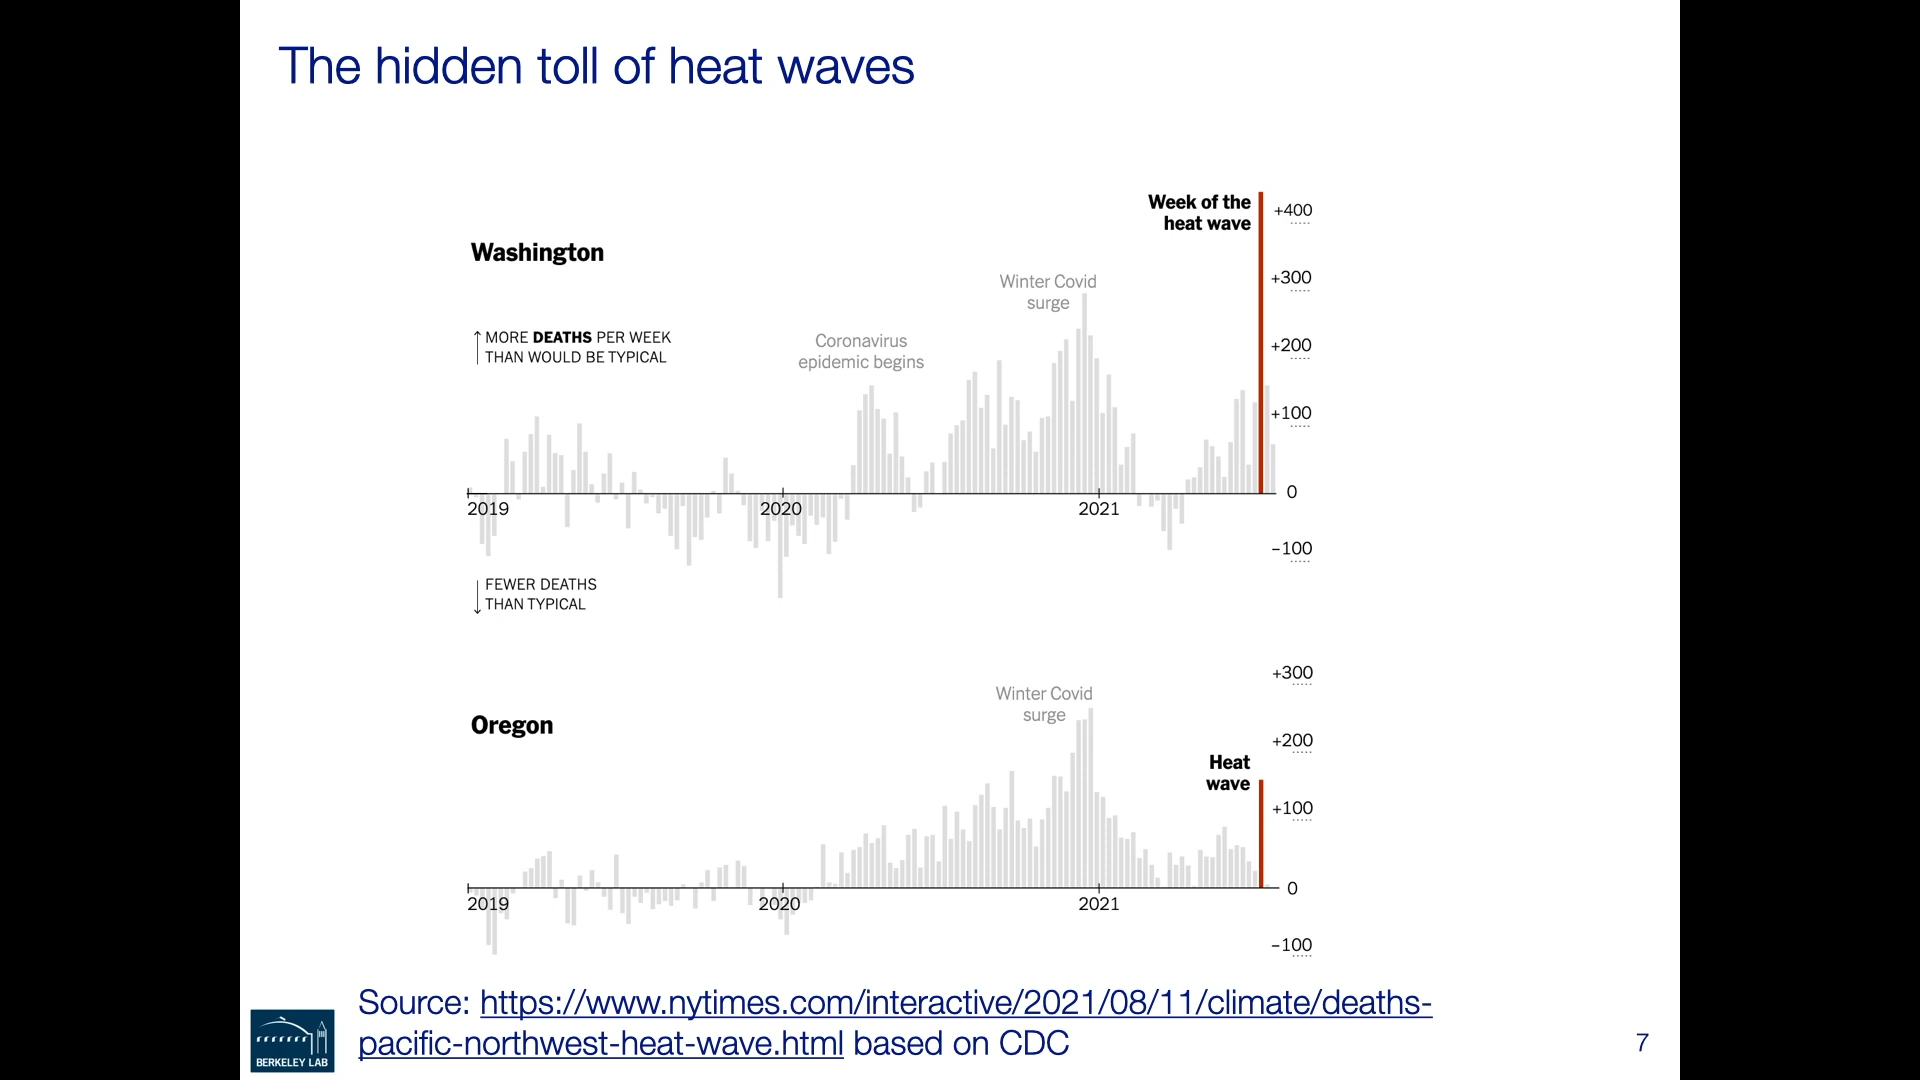 The hidden toll of heat waves
Week of the
heat wave
+400
Washington
Winter Covid
surge
+300
MORE DEATHS PER WEEK
THAN WOULD BE TYPICAL
Coronavirus
epidemic begins
+200
+100
0
2019
2020
2021
−100
FEWER DEATHS
THAN TYPICAL
+300
Winter Covid
surge
Oregon
+200
Heat
wave
+100
0
2019
2020
2021
−100
Source: https://www.nytimes.com/interactive/2021/08/11/climate/deaths-
pacific-northwest-heat-wave.html based on CDC
BERKELEY LAB
7